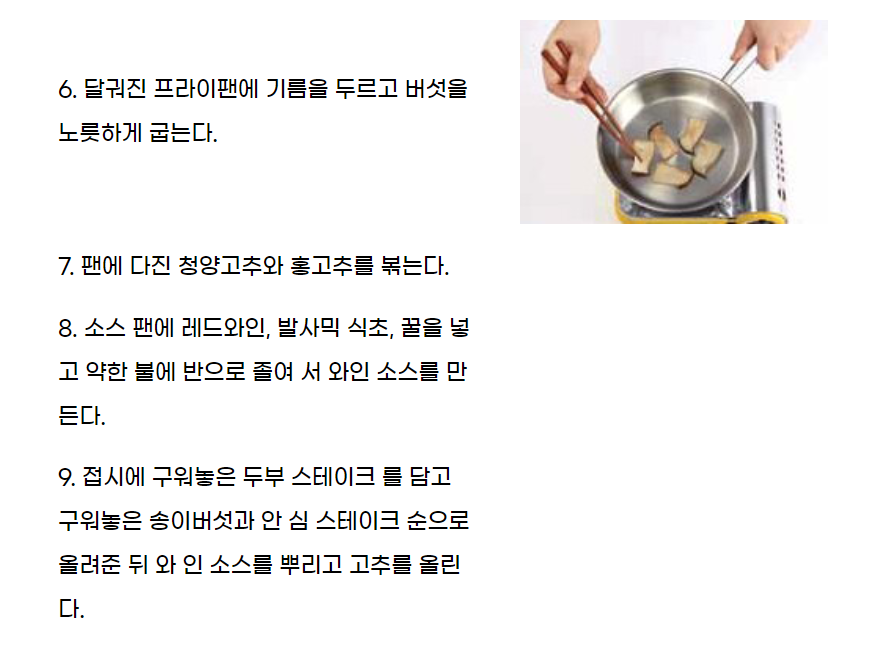 6. 달궈진 프라이팬에 기름을 두르고 버섯을
노릇하게 굽는다.
7. 팬에 다진 청양고추와 홍고추를 볶는다.
8. 소스 팬에 레드와인, 발사믹 식초, 꿀을 넣
고 약한 불에 반으로 졸여 서 와인 소스를 만
든다.
9. 접시에 구워놓은 두부 스테이크 를 담고
구워놓은 송이버섯과 안 심 스테이크 순으로
올려준 뒤 와 인 소스를 뿌리고 고추를 올린
다.